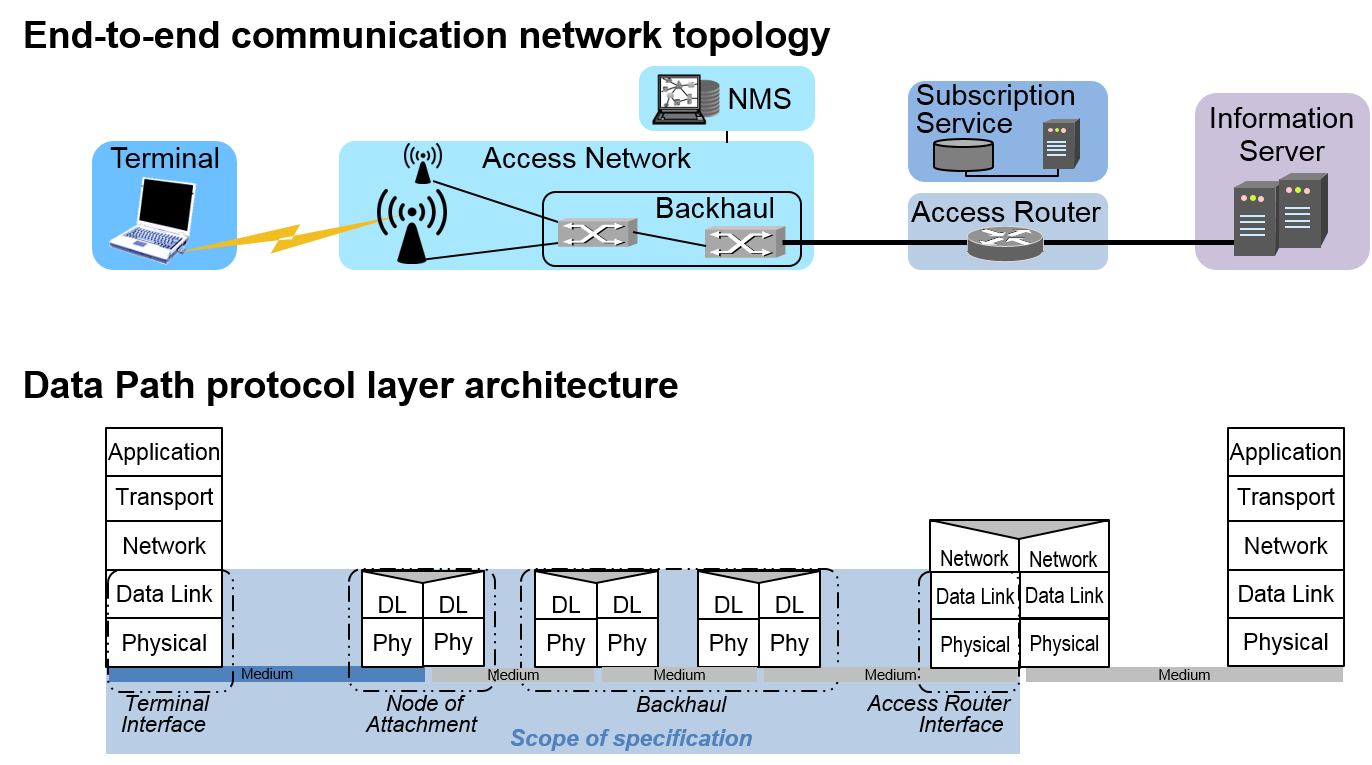 End-to-end communication network topology
NMS
Subscription
Service
Information
Server
Terminal
Access Network
Backhaul
Access Router
Data Path protocol layer architecture
Application
Transport
Network
Data Link
Physical
DL DL
Phy Phy
DL DL
Phy Phy
DL DL
Phy Phy
Network Network
Data Link Data Link
Physical Physical
Application
Transport
Network
Data Link
Physical
Medium Medium Medium Medium Medium
Terminal
Interface
Node of
Attachment
Backhaul
Access Router
Interface
Scope of specification